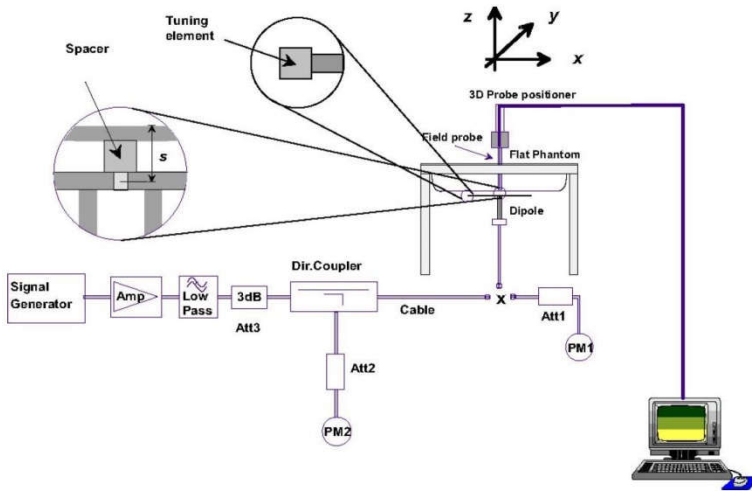 Tuning
element
Spacer
s
z
y
x
3D Probe positioner
Field probe
Flat Phantom
Dipole
Signal
Generator
Amp
Low
Pass
3dB
Att3
Dir.Coupler
Cable
x
Att1
PM1
Att2
PM2